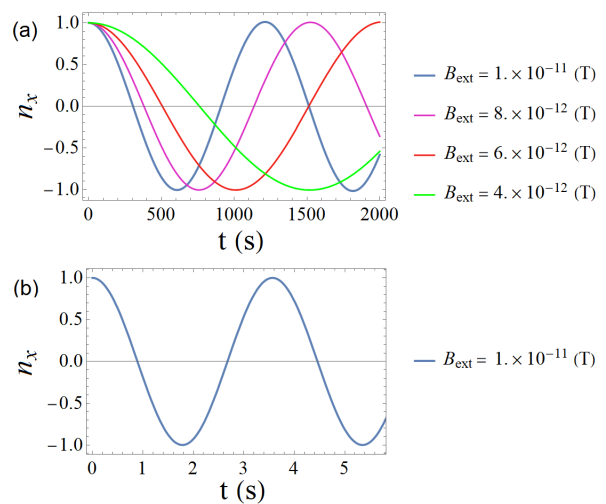 (a)
1.0
0.5
0.0
−0.5
−1.0
n_x
0 500 1000 1500 2000
t (s)
B_ext = 1. × 10^−11 (T)
B_ext = 8. × 10^−12 (T)
B_ext = 6. × 10^−12 (T)
B_ext = 4. × 10^−12 (T)
(b)
1.0
0.5
0.0
−0.5
−1.0
n_x
0 1 2 3 4 5
t (s)
B_ext = 1. × 10^−11 (T)